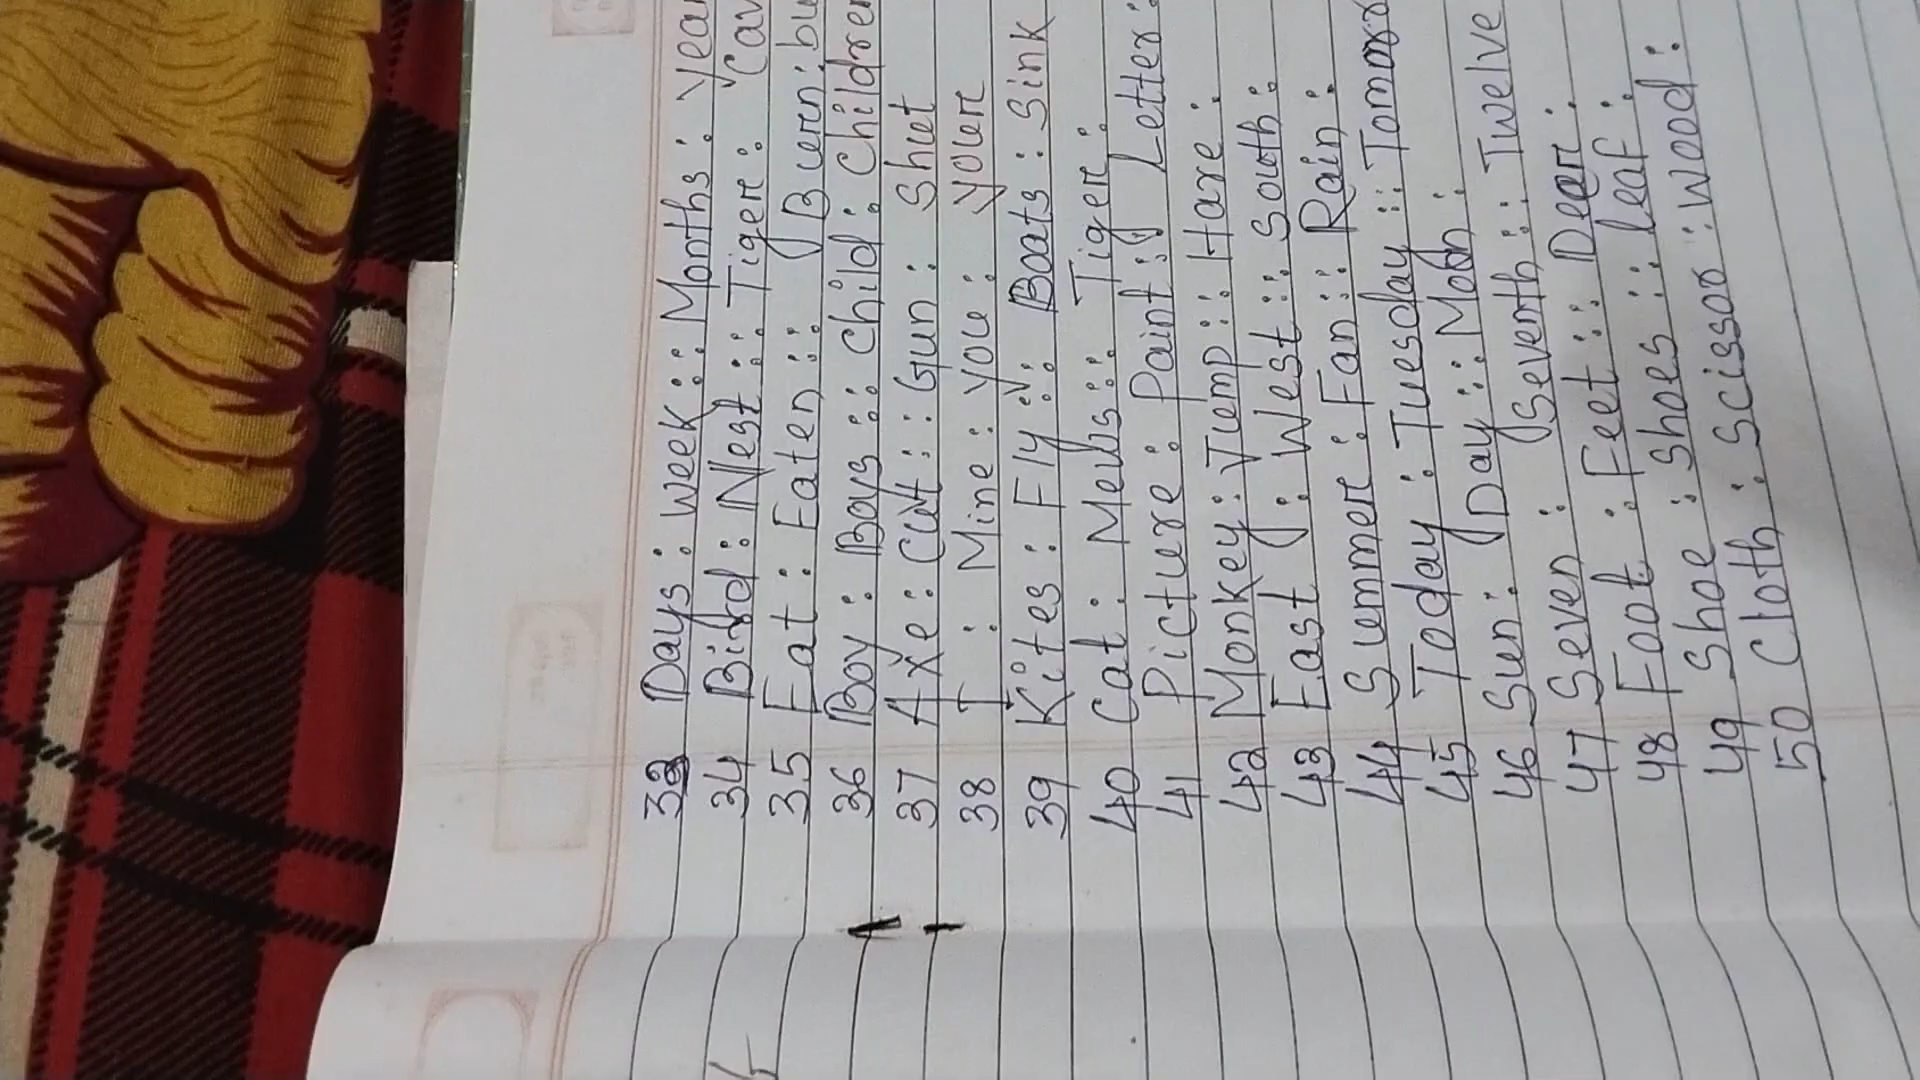 33 Days : week :: Months : Year
34 Bird : Nest :: Tiger : Cav
35 Eat : Eaten :: Burn : bu
36 Boy : Boys :: Child : Children
37 Axe : Cut :: Gun : Shut
38 I : Mine : You : Your
39 Kites : Fly :: Boats : Sink
40 Cat : Mews :: Tiger :
41 Picture : Paint :: Letter :
42 Monkey : Jump :: Hare :
43 East : West :: South :
44 Summer : Fan :: Rain :
45 Today : Tuesday :: Tomorr
46 Sun : Day :: Moon :
47 Seven : Seventh :: Twelve
48 Foot : Feet :: Deer :
49 Shoe : Shoes :: leaf :
50 Cloth : Scissor :: Wood :